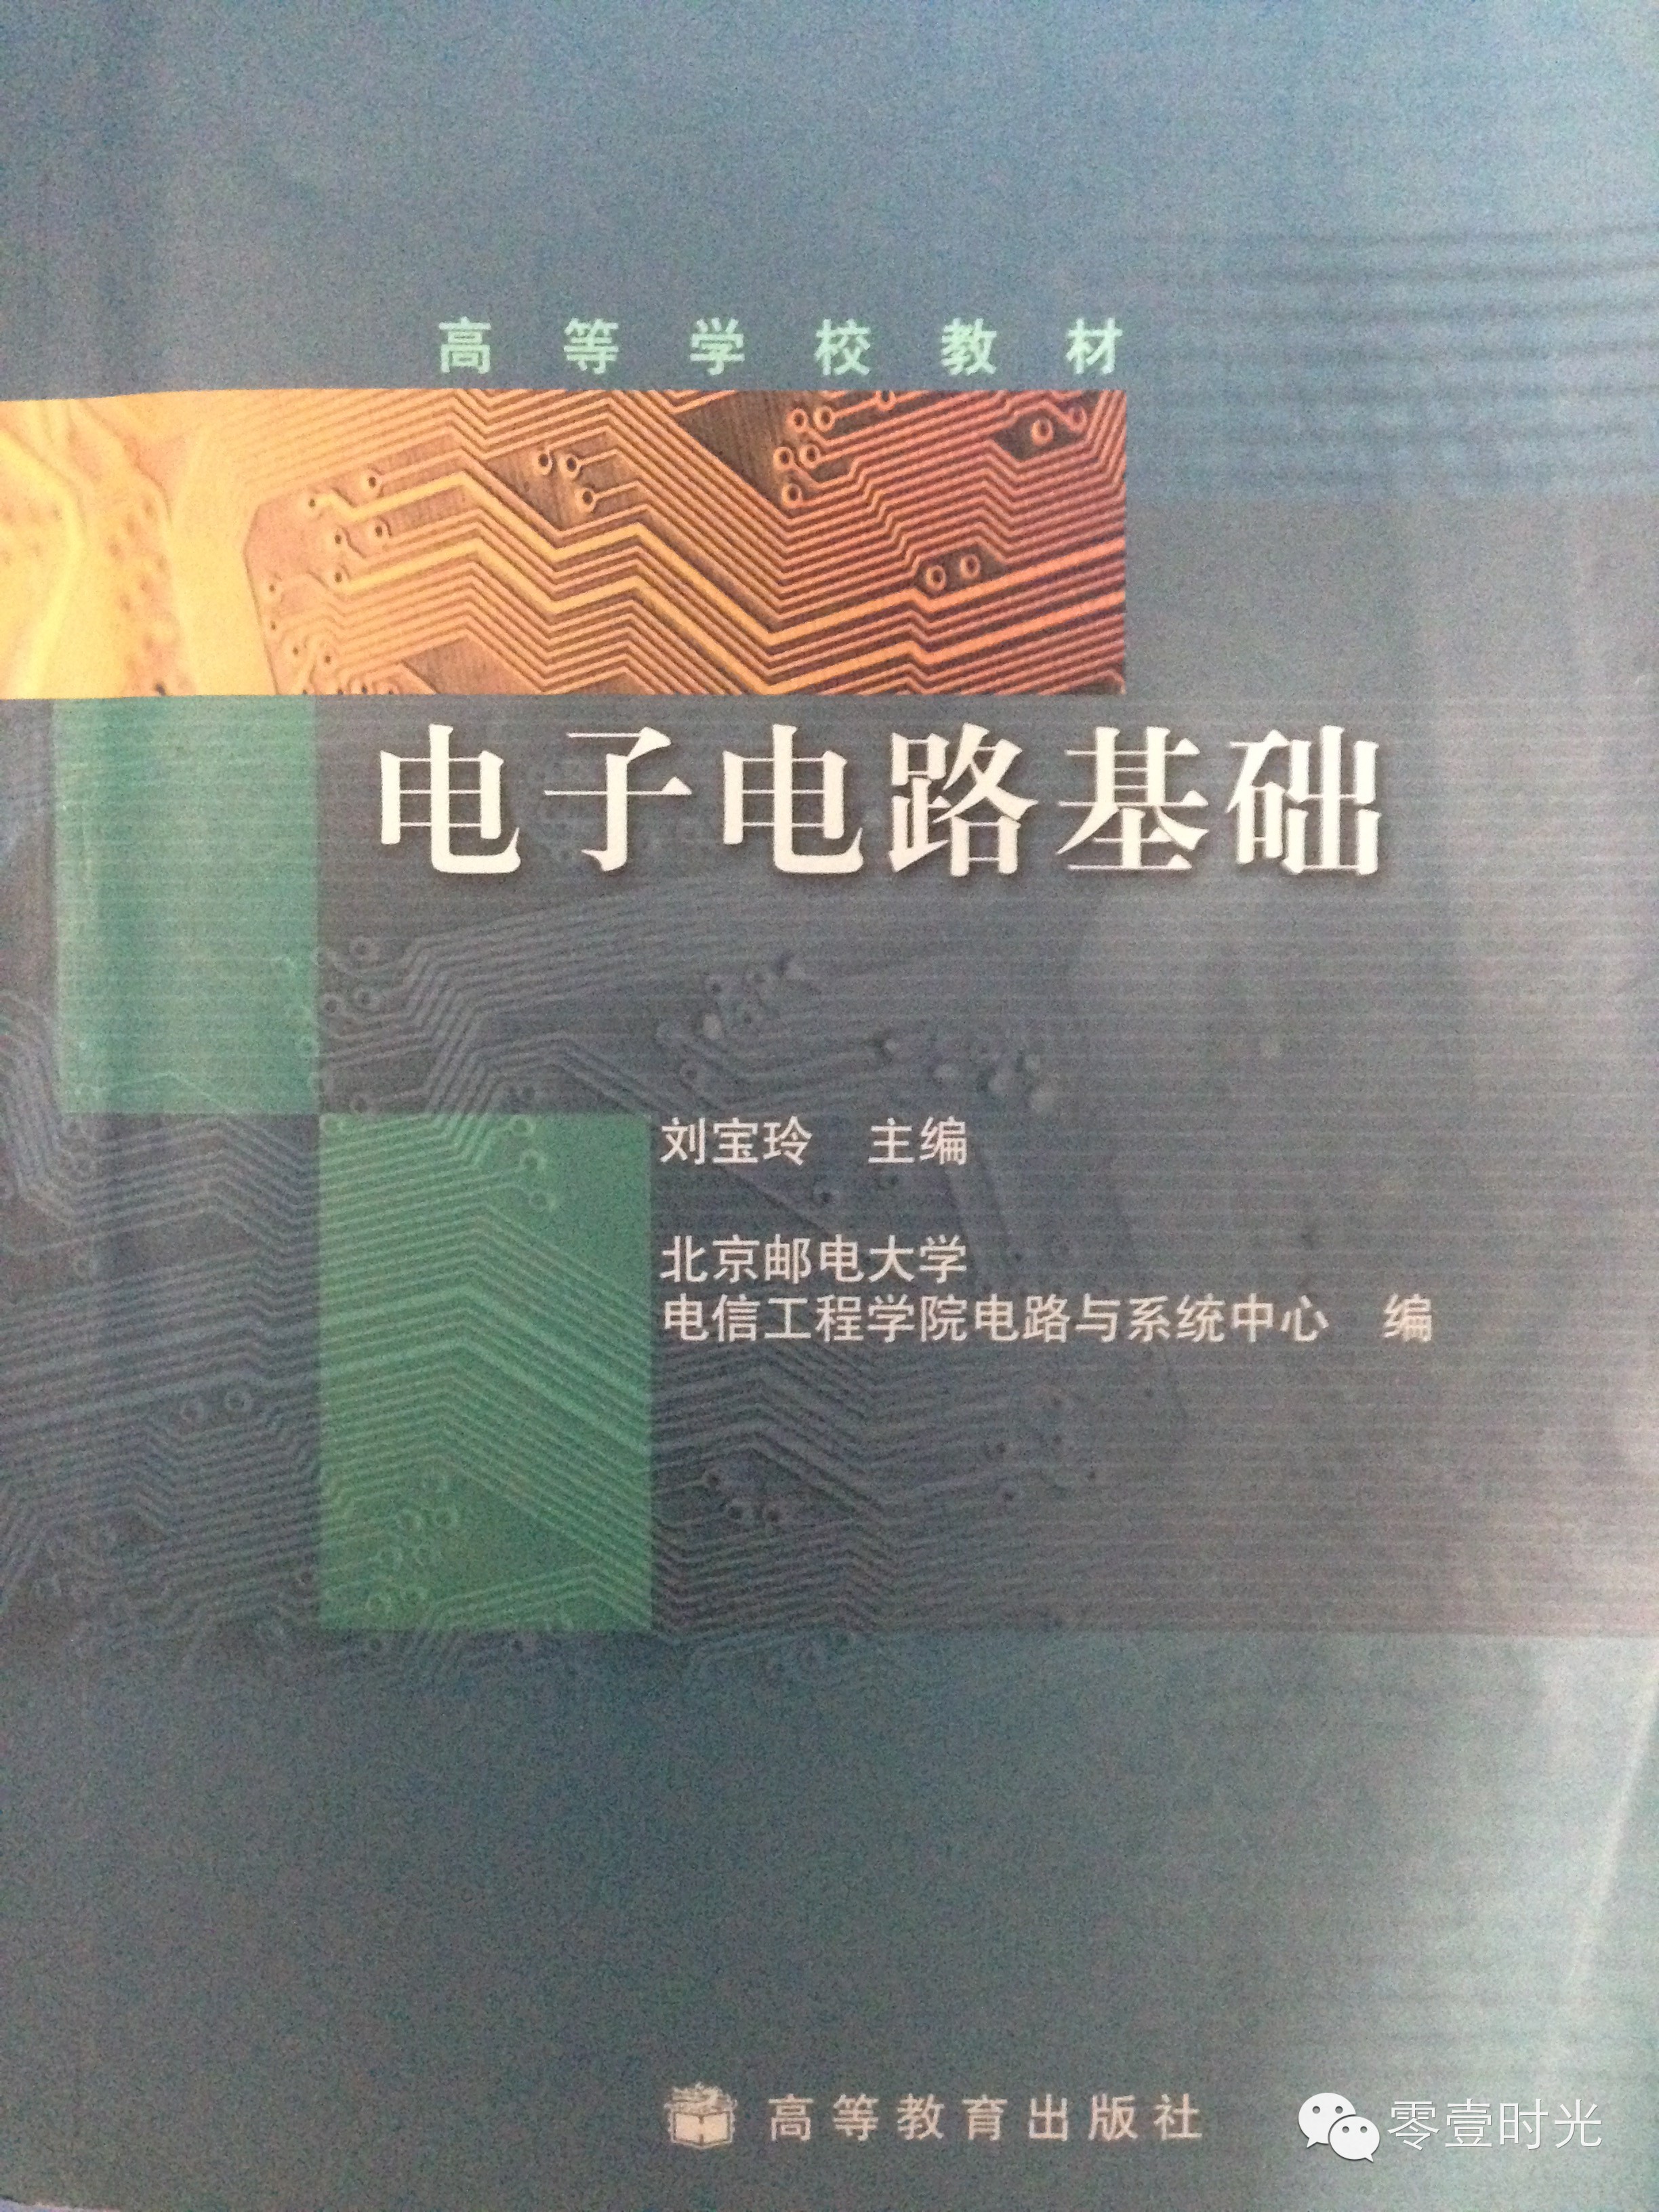 高等学校教材
电子电路基础
刘宝玲 主编
北京邮电大学
电信工程学院电路与系统中心 编
高等教育出版社
零壹时光